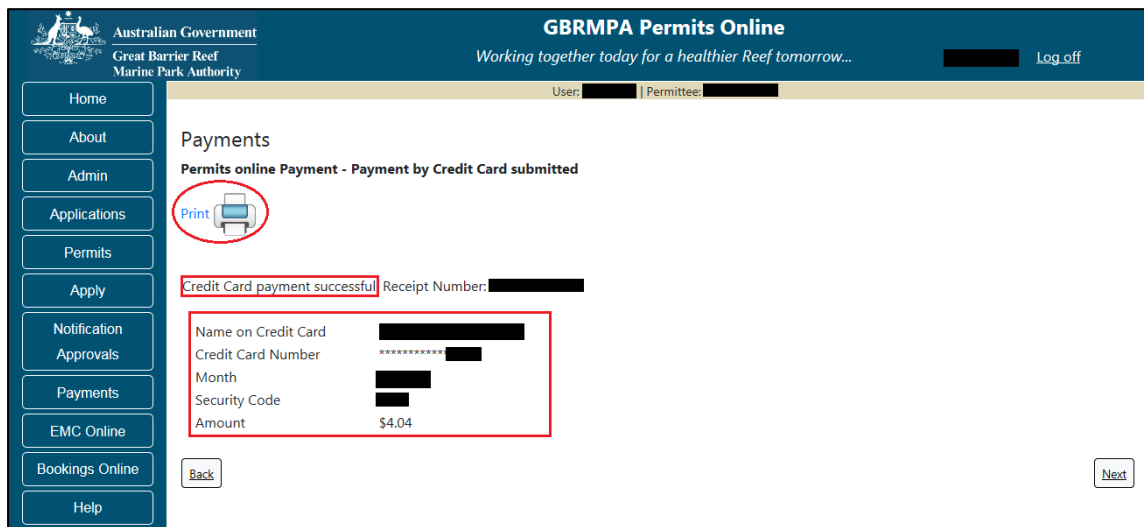 Australian Government
Great Barrier Reef
Marine Park Authority
GBRMPA Permits Online
Working together today for a healthier Reef tomorrow...
Log off
User: | Permittee:
Home
About
Admin
Applications
Permits
Apply
Notification
Approvals
Payments
EMC Online
Bookings Online
Help
Payments
Permits online Payment - Payment by Credit Card submitted
Print
Credit Card payment successful Receipt Number:
Name on Credit Card
Credit Card Number ************
Month
Security Code
Amount $4.04
Back
Next